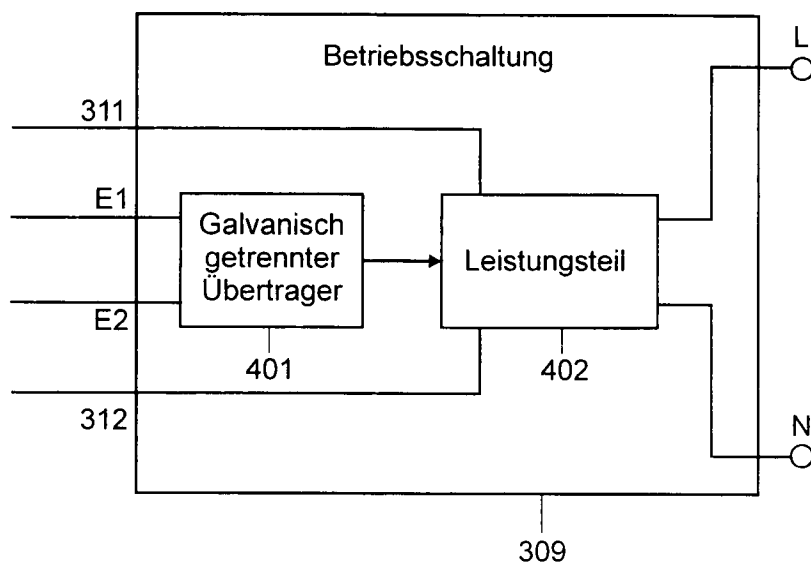 Betriebsschaltung
L
311
E1
Galvanisch
getrennter
Übertrager
Leistungsteil
E2
401
402
312
N
309